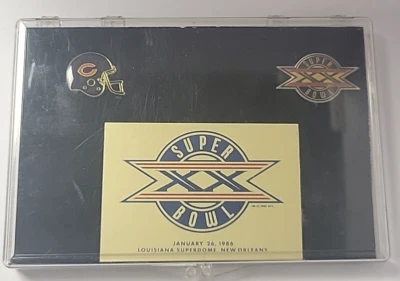 C
SUPER
XX
BOWL
SUPER
XX
BOWL
JANUARY 26, 1986
LOUISIANA SUPERDOME, NEW ORLEANS